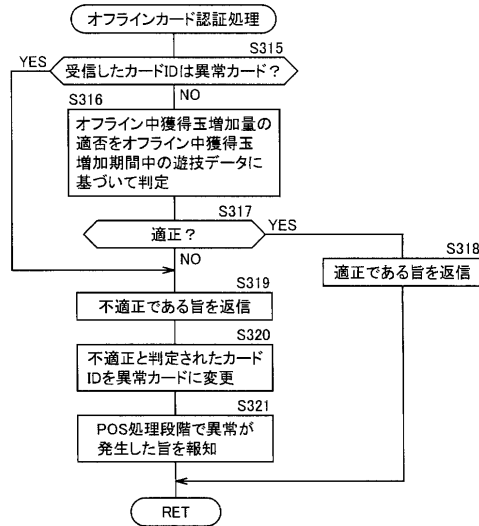 オフラインカード認証処理
S315
YES
受信したカードIDは異常カード？
NO
S316
オフライン中獲得玉増加量の
適否をオフライン中獲得玉
増加期間中の遊技データに
基づいて判定
S317
適正？
YES
NO
S318
適正である旨を返信
S319
不適正である旨を返信
S320
不適正と判定されたカード
IDを異常カードに変更
S321
POS処理段階で異常が
発生した旨を報知
RET